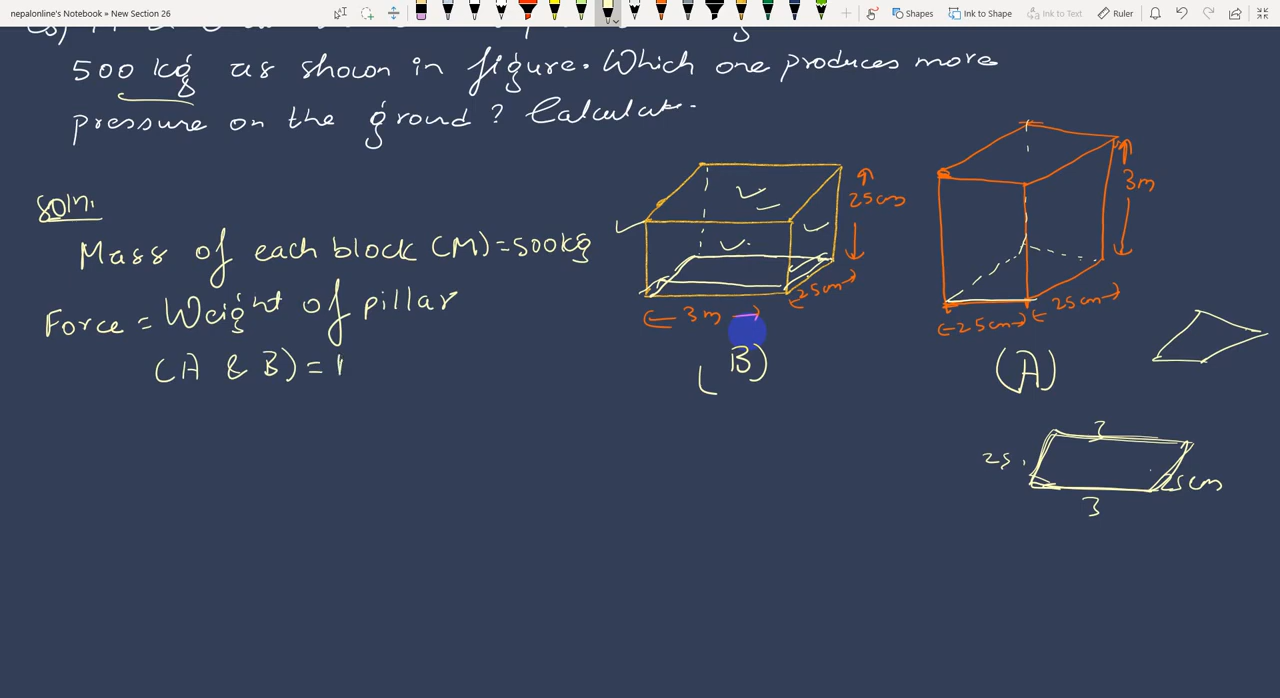 nepalonline's Notebook » New Section 26
Shapes
Ink to Shape
Ink to Text
Ruler
500 kg as shown in figure. Which one produces more
pressure on the ground? Calculate.
Soln.
Mass of each block (M)=500kg
Force = Weight of pillar
(A & B) =
25cm
25cm
3m
(B)
3m
25cm
25cm
(A)
3
25
25cm
3